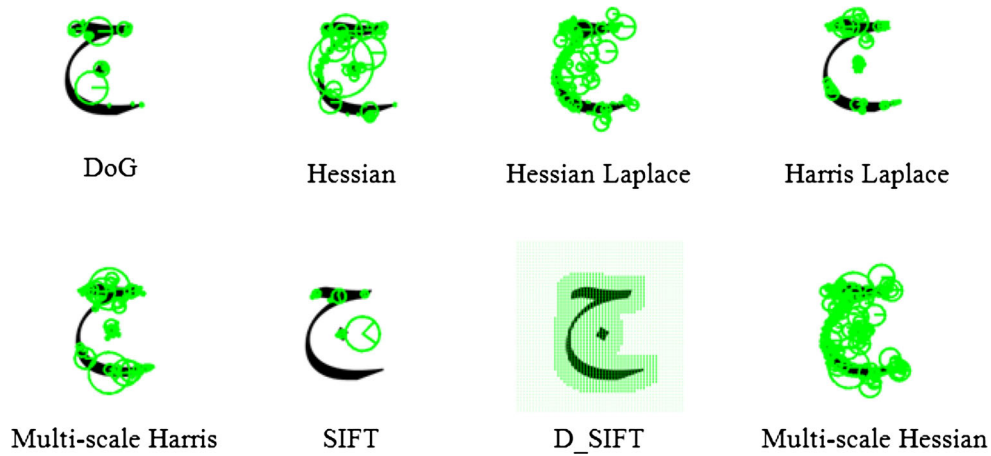 ج ج ج ج
DoG Hessian Hessian Laplace Harris Laplace
ج ج ج ج
Multi-scale Harris SIFT D_SIFT Multi-scale Hessian